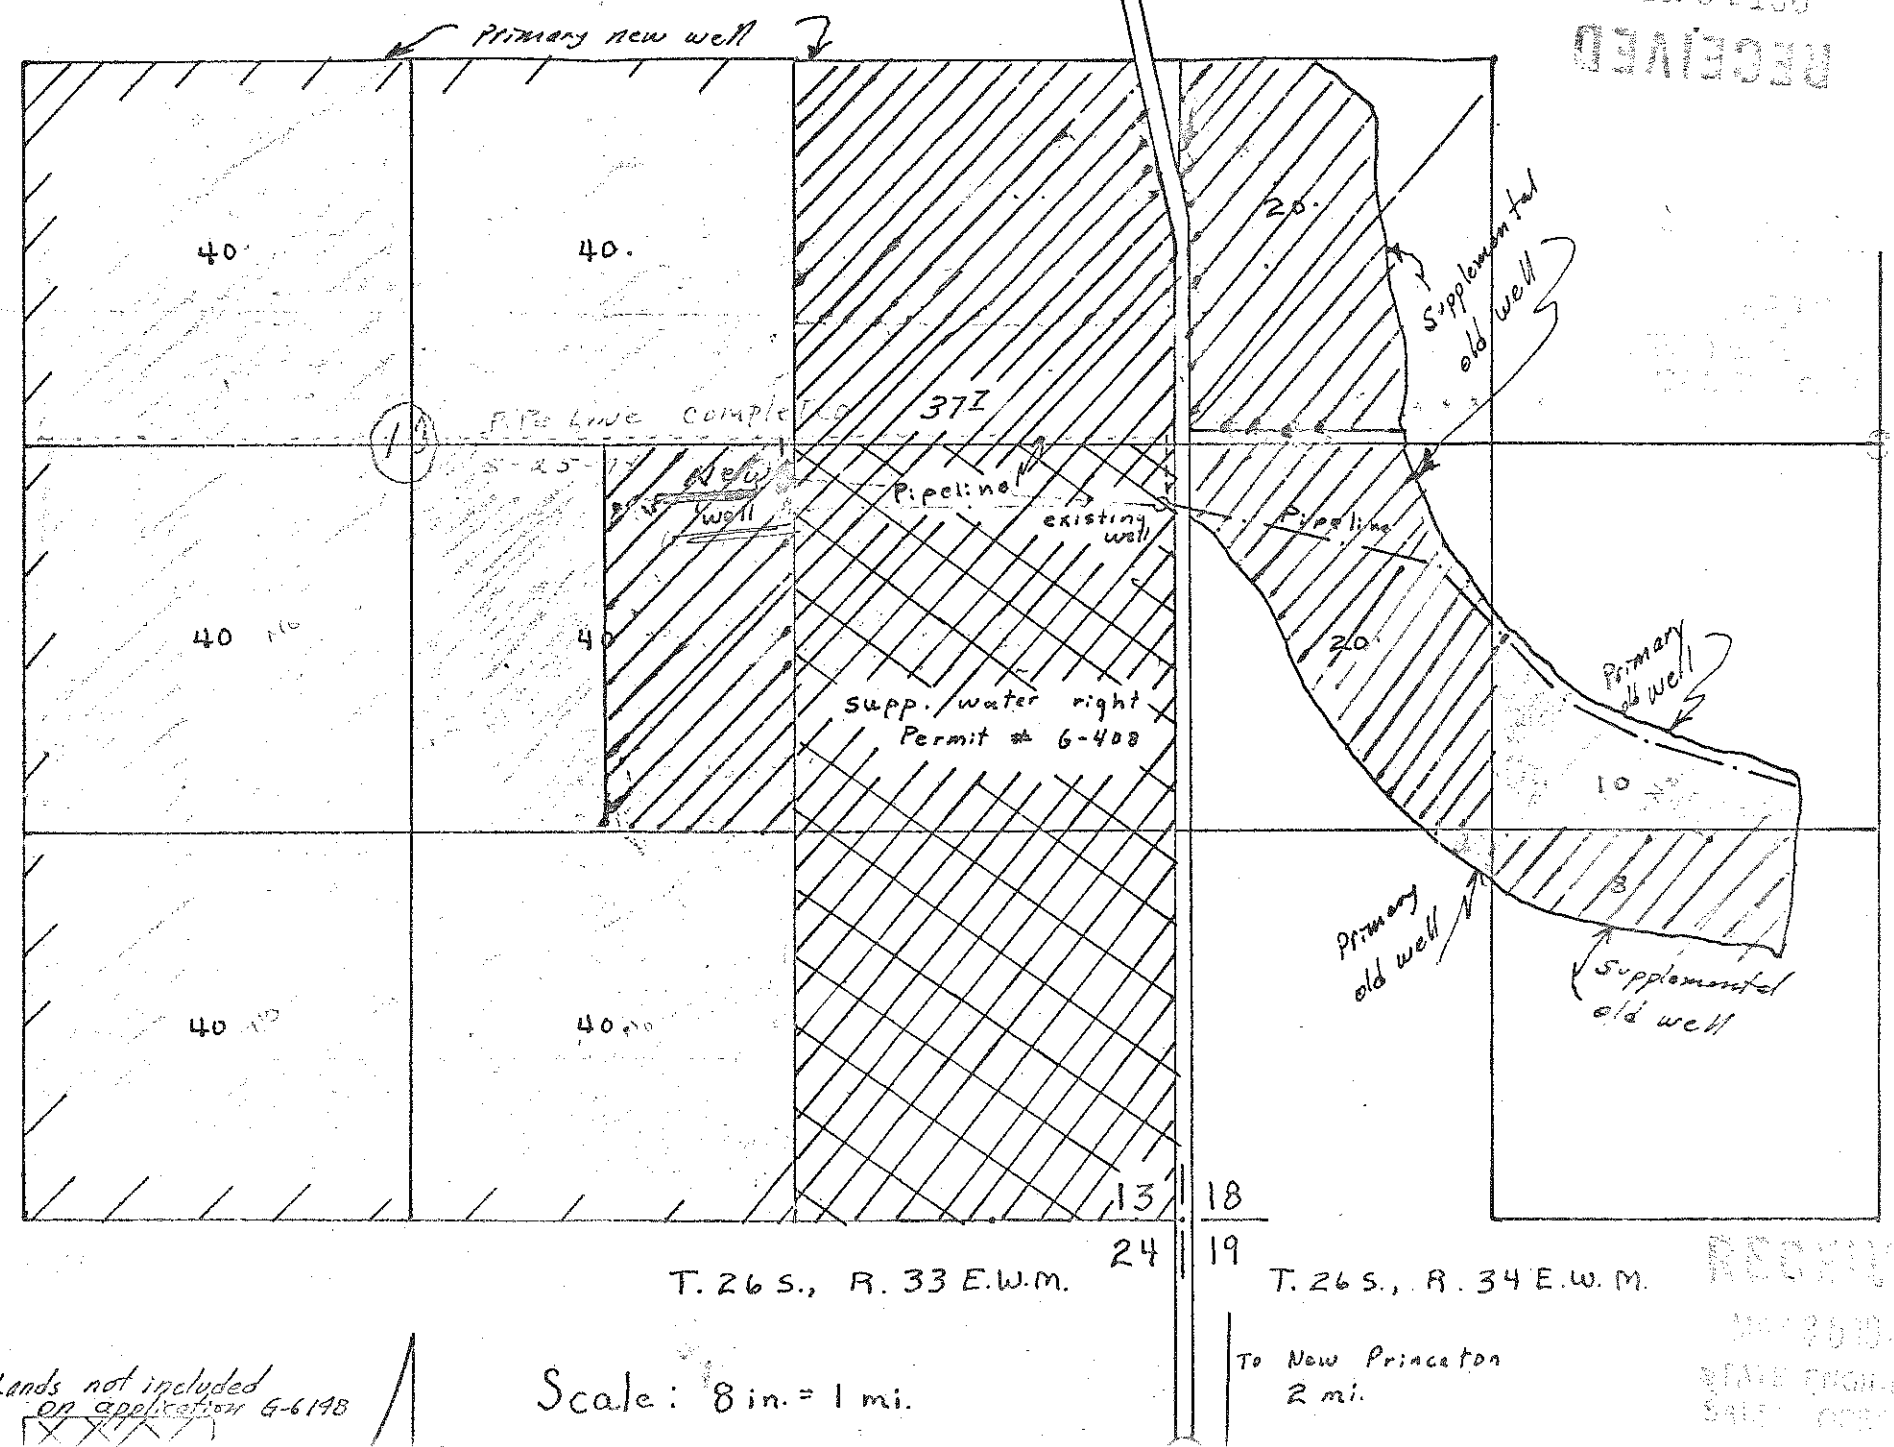 Primary new well
RECEIVED
40.
40.
20.
Supplemental
old well
37I
Pipe Line Completed
13
5-25-
New
well
Pipeline
existing
well
Pipeline
40
40
20.
Primary
old well
supp. water right
Permit # G-408
10
8
Primary
old well
Supplemental
old well
40
40.
13 18
24 19
T. 26 S., R. 33 E.W.M.
T. 26 S., R. 34 E.W.M.
To New Princeton
2 mi.
Lands not included
on application G-6198
Scale: 8 in. = 1 mi.